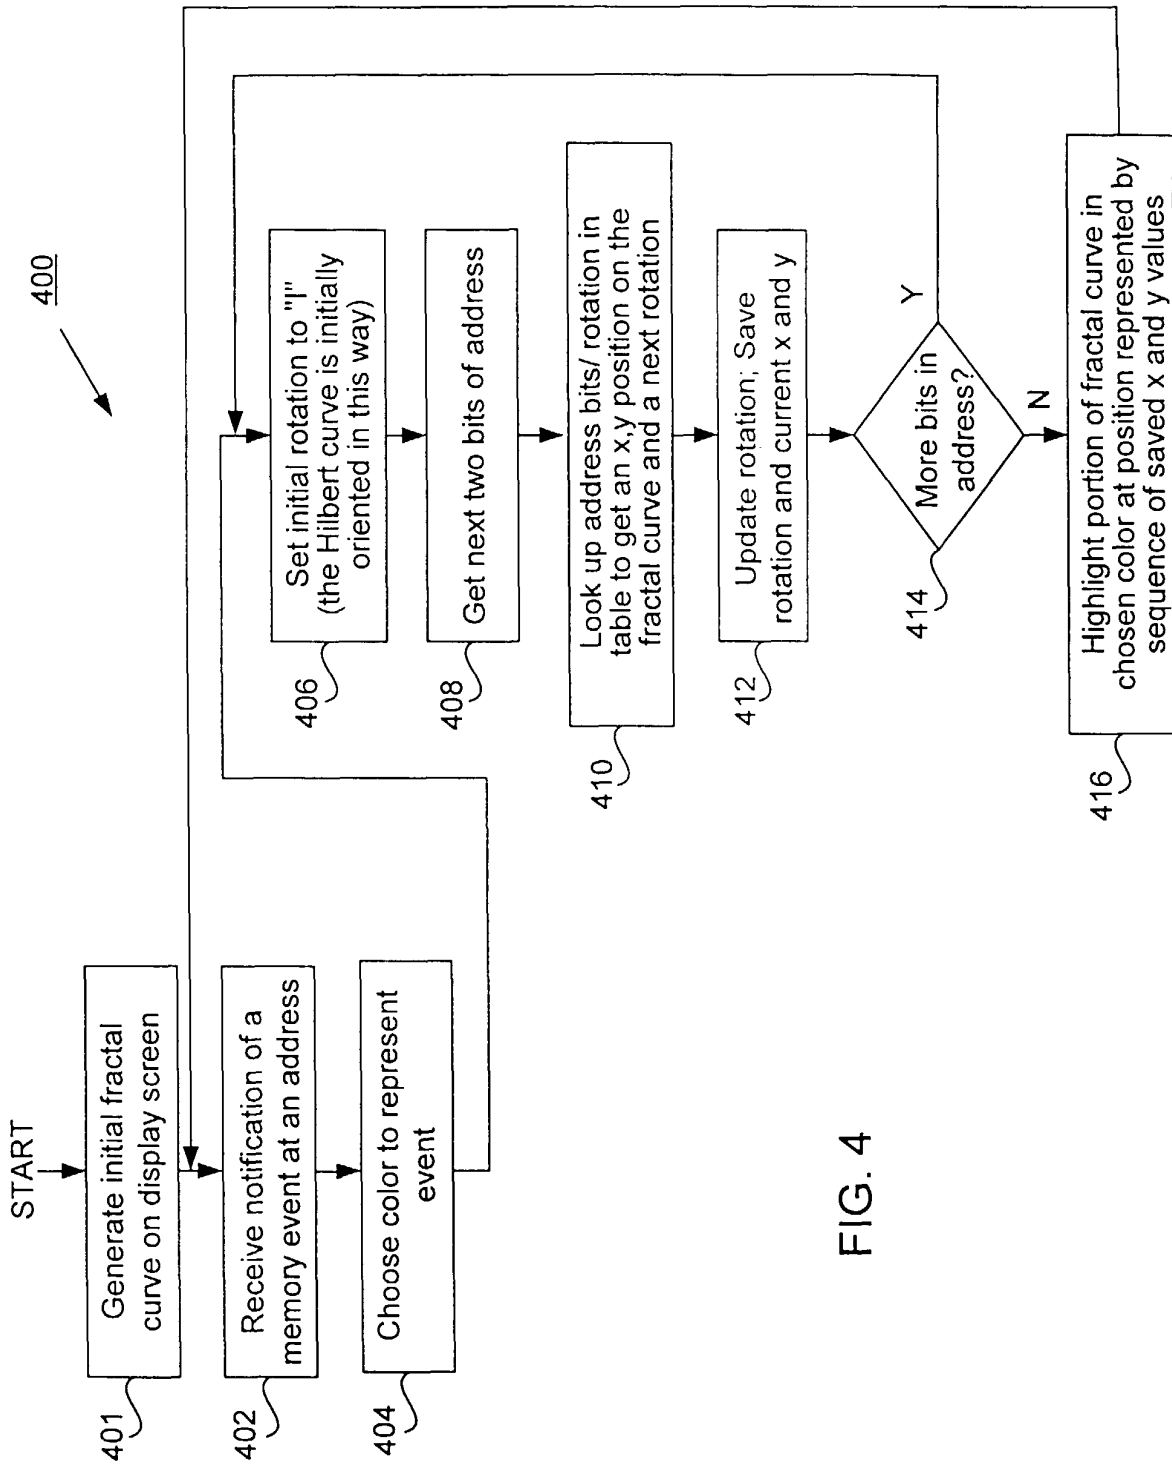 400
START
Generate initial fractal
curve on display screen
401
Receive notification of a
memory event at an address
402
Choose color to represent
event
404
Set initial rotation to "I"
(the Hilbert curve is initially
oriented in this way)
406
Get next two bits of address
408
Look up address bits/ rotation in
table to get an x,y position on the
fractal curve and a next rotation
410
Update rotation; Save
rotation and current x and y
412
More bits in
address?
414
Y
N
Highlight portion of fractal curve in
chosen color at position represented by
sequence of saved x and y values
416
FIG. 4